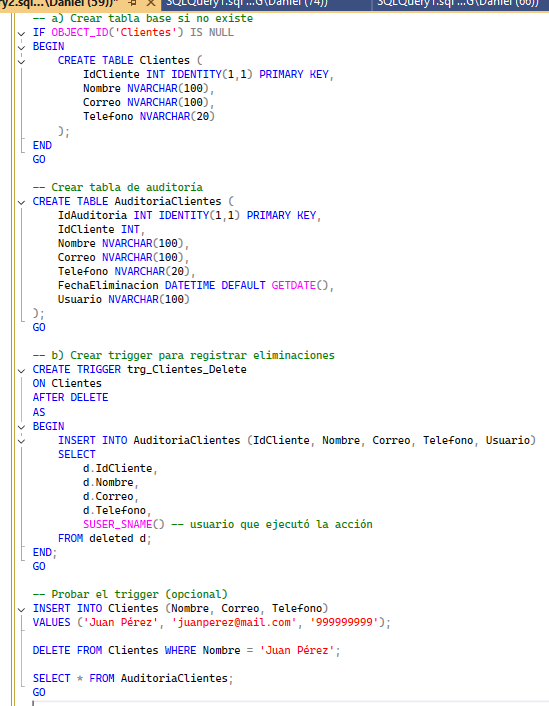 ry2.sql...\Daniel (59))* SQLQuery1.sql ...G\Daniel (74)) SQLQuery1.sql ...G\Daniel (66))
-- a) Crear tabla base si no existe
IF OBJECT_ID('Clientes') IS NULL
BEGIN
    CREATE TABLE Clientes (
        IdCliente INT IDENTITY(1,1) PRIMARY KEY,
        Nombre NVARCHAR(100),
        Correo NVARCHAR(100),
        Telefono NVARCHAR(20)
    );
END
GO
-- Crear tabla de auditoría
CREATE TABLE AuditoriaClientes (
    IdAuditoria INT IDENTITY(1,1) PRIMARY KEY,
    IdCliente INT,
    Nombre NVARCHAR(100),
    Correo NVARCHAR(100),
    Telefono NVARCHAR(20),
    FechaEliminacion DATETIME DEFAULT GETDATE(),
    Usuario NVARCHAR(100)
);
GO
-- b) Crear trigger para registrar eliminaciones
CREATE TRIGGER trg_Clientes_Delete
ON Clientes
AFTER DELETE
AS
BEGIN
    INSERT INTO AuditoriaClientes (IdCliente, Nombre, Correo, Telefono, Usuario)
    SELECT
        d.IdCliente,
        d.Nombre,
        d.Correo,
        d.Telefono,
        SUSER_SNAME() -- usuario que ejecutó la acción
    FROM deleted d;
END;
GO
-- Probar el trigger (opcional)
INSERT INTO Clientes (Nombre, Correo, Telefono)
VALUES ('Juan Pérez', 'juanperez@mail.com', '999999999');
DELETE FROM Clientes WHERE Nombre = 'Juan Pérez';
SELECT * FROM AuditoriaClientes;
GO